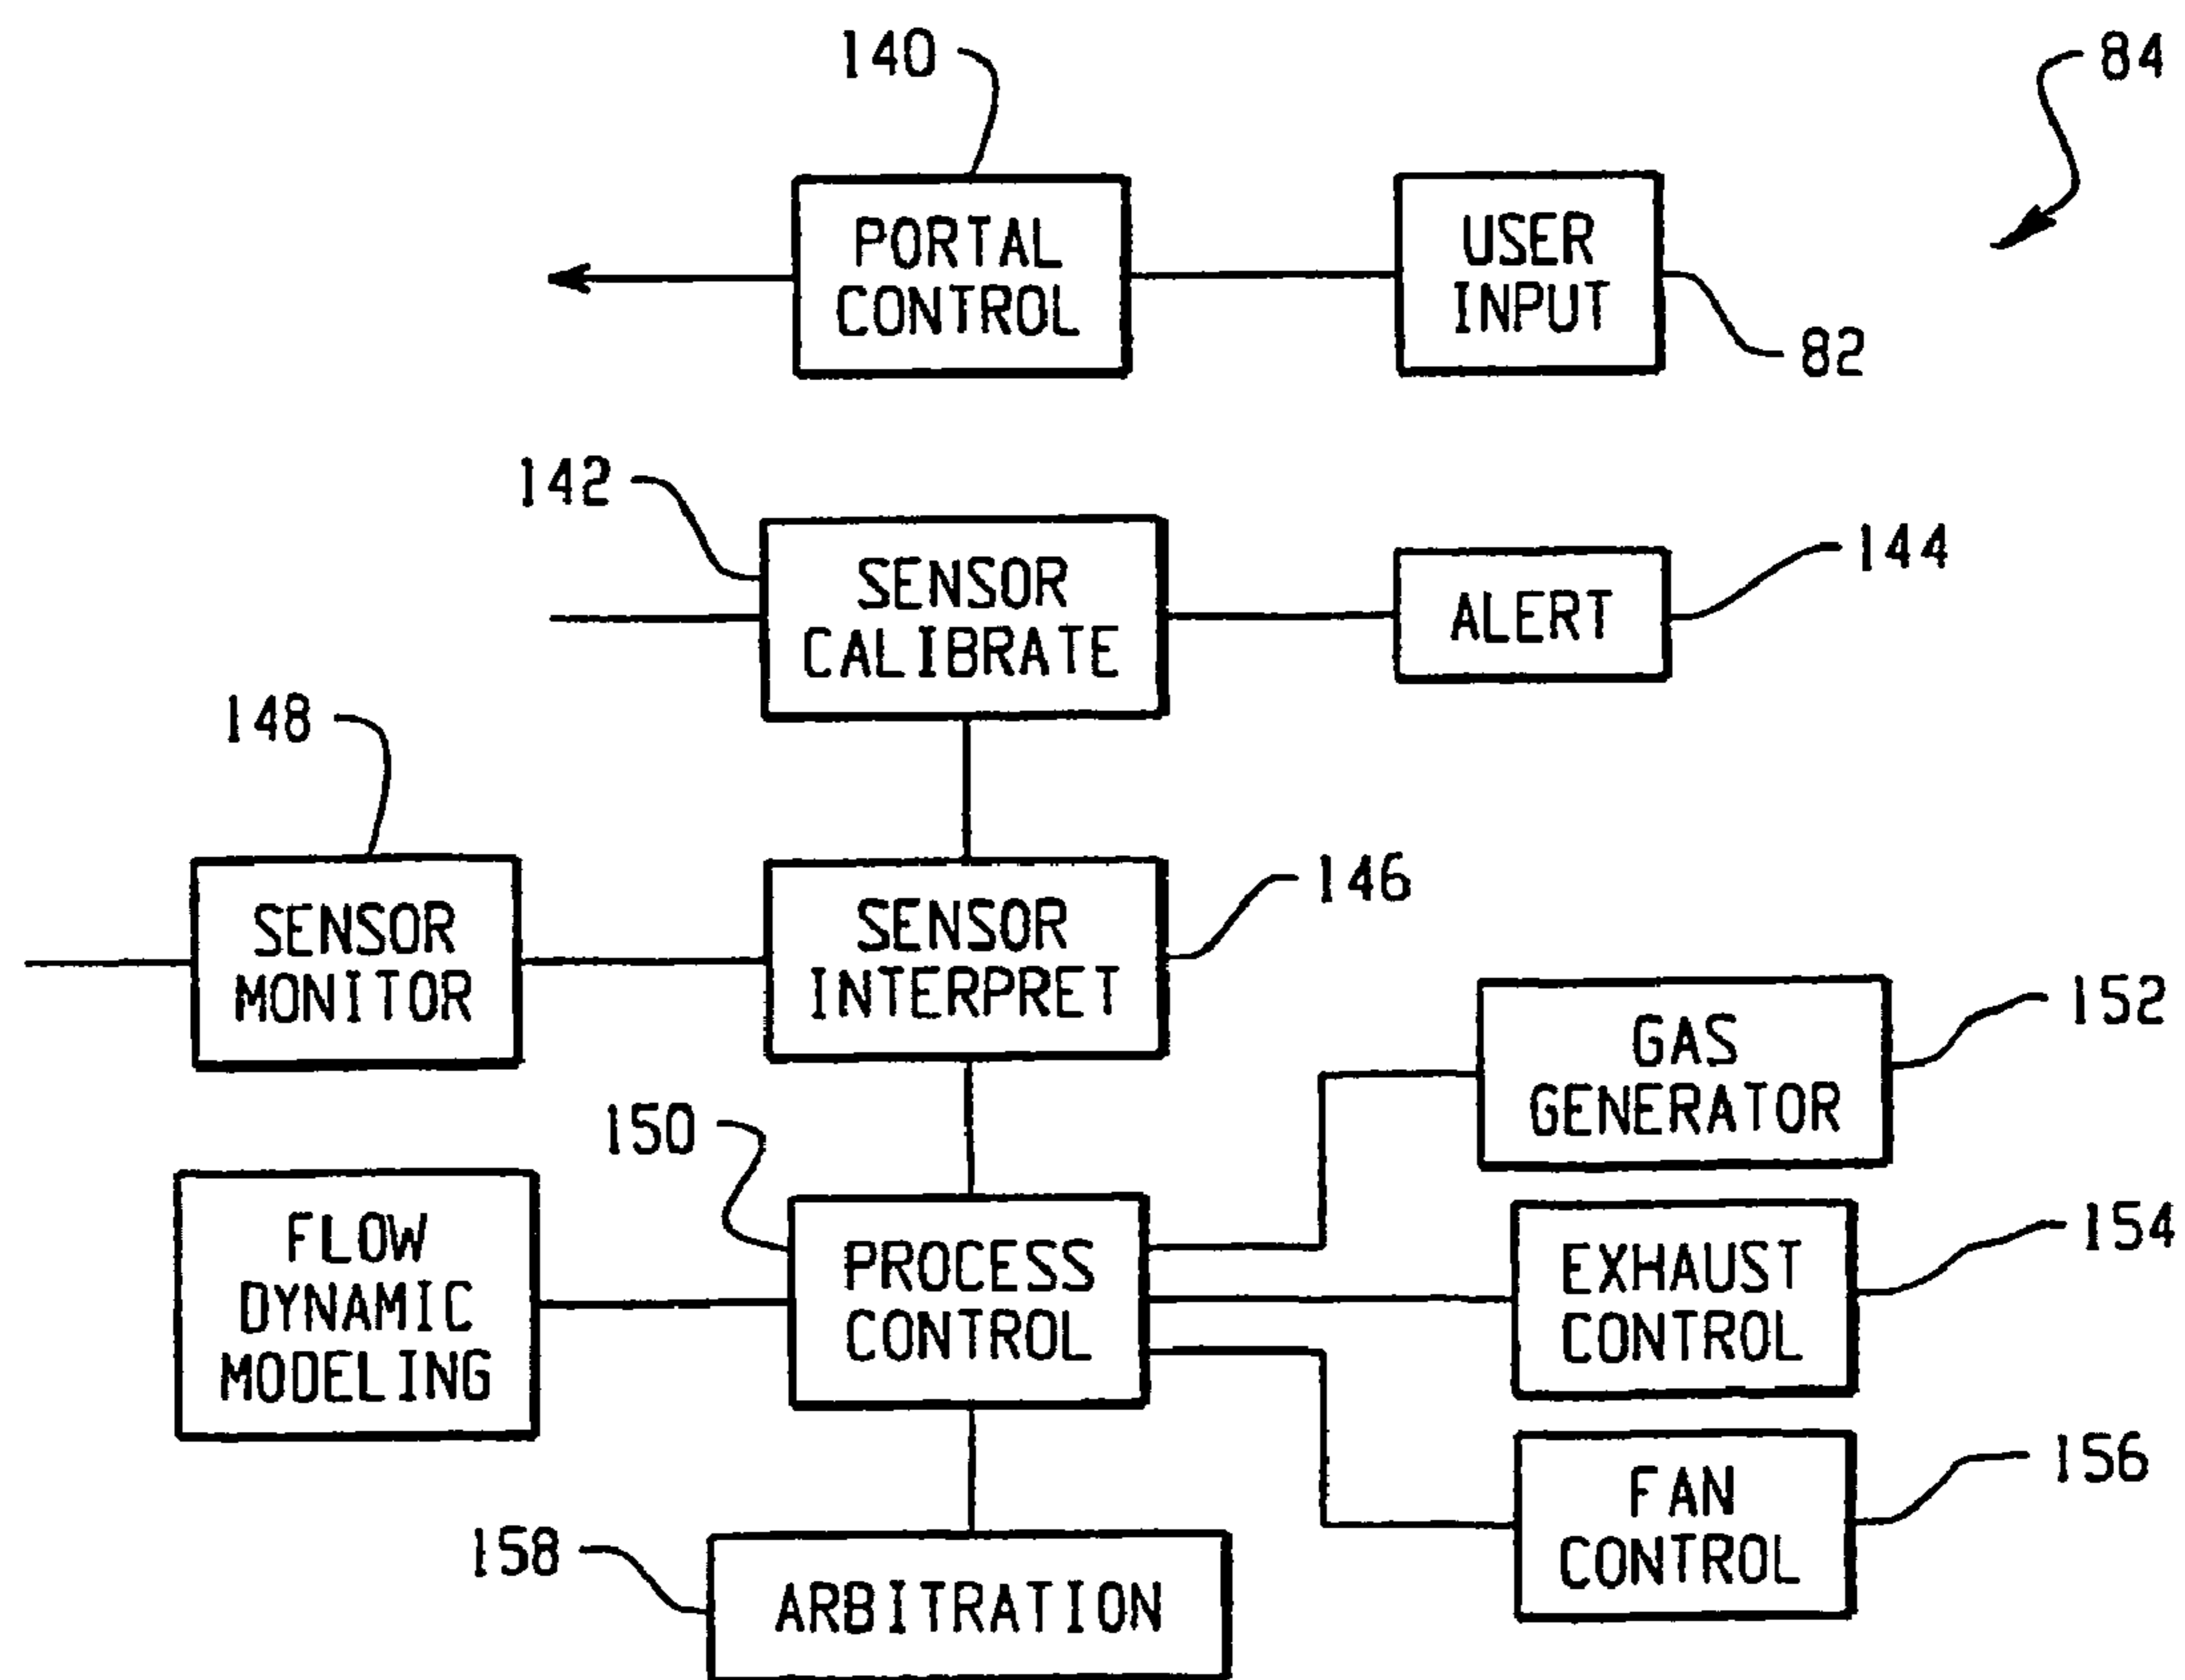 140
84
PORTAL
CONTROL
USER
INPUT
82
142
SENSOR
CALIBRATE
ALERT
144
148
SENSOR
MONITOR
SENSOR
INTERPRET
146
GAS
GENERATOR
152
150
FLOW
DYNAMIC
MODELING
PROCESS
CONTROL
EXHAUST
CONTROL
154
FAN
CONTROL
156
158
ARBITRATION